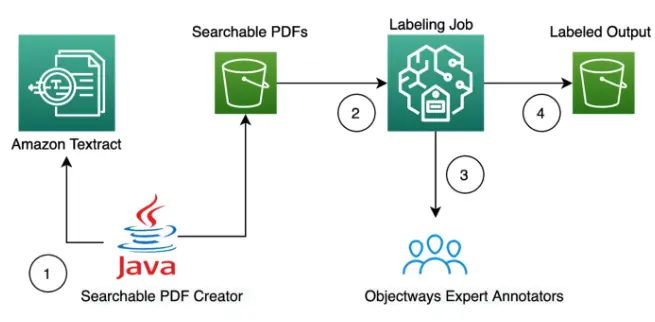 Searchable PDFs
Labeling Job
Labeled Output
Amazon Textract
1
2
3
4
Java
Searchable PDF Creator
Objectways Expert Annotators